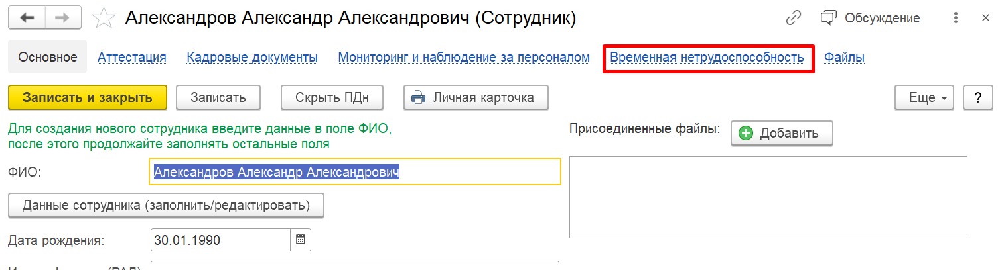 Александров Александр Александрович (Сотрудник) Обсуждение
Основное Аттестация Кадровые документы Мониторинг и наблюдение за персоналом Временная нетрудоспособность Файлы
Записать и закрыть Записать Скрыть ПДн Личная карточка Еще ?
Для создания нового сотрудника введите данные в поле ФИО,
после этого продолжайте заполнять остальные поля
Присоединенные файлы: Добавить
ФИО: Александров Александр Александрович
Данные сотрудника (заполнить/редактировать)
Дата рождения: 30.01.1990